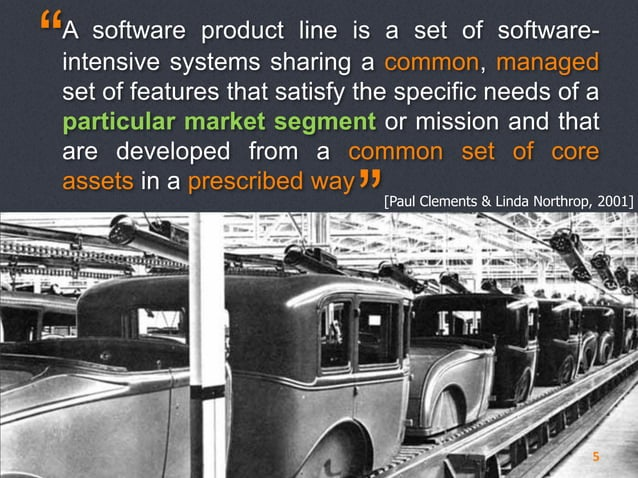 “A software product line is a set of software-
intensive systems sharing a common, managed
set of features that satisfy the specific needs of a
particular market segment or mission and that
are developed from a common set of core
assets in a prescribed way”
[Paul Clements & Linda Northrop, 2001]
5